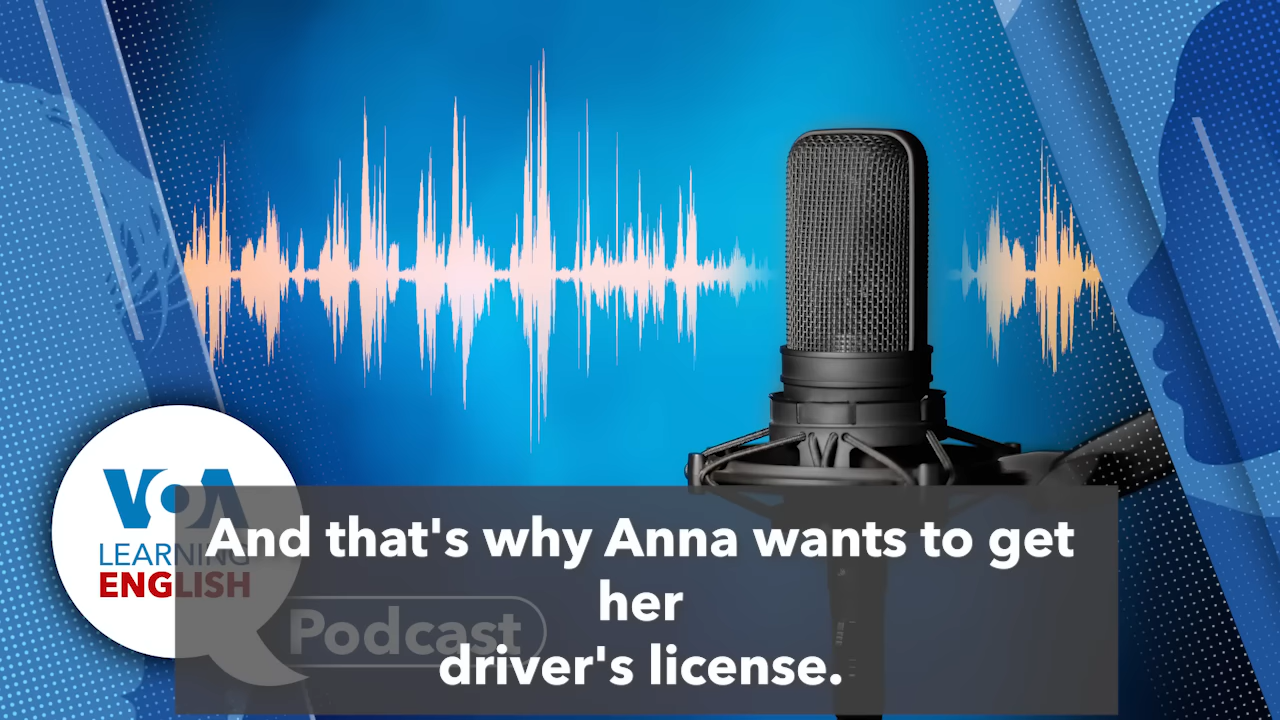 VOA
LEARNING
ENGLISH
Podcast
And that's why Anna wants to get
her
driver's license.